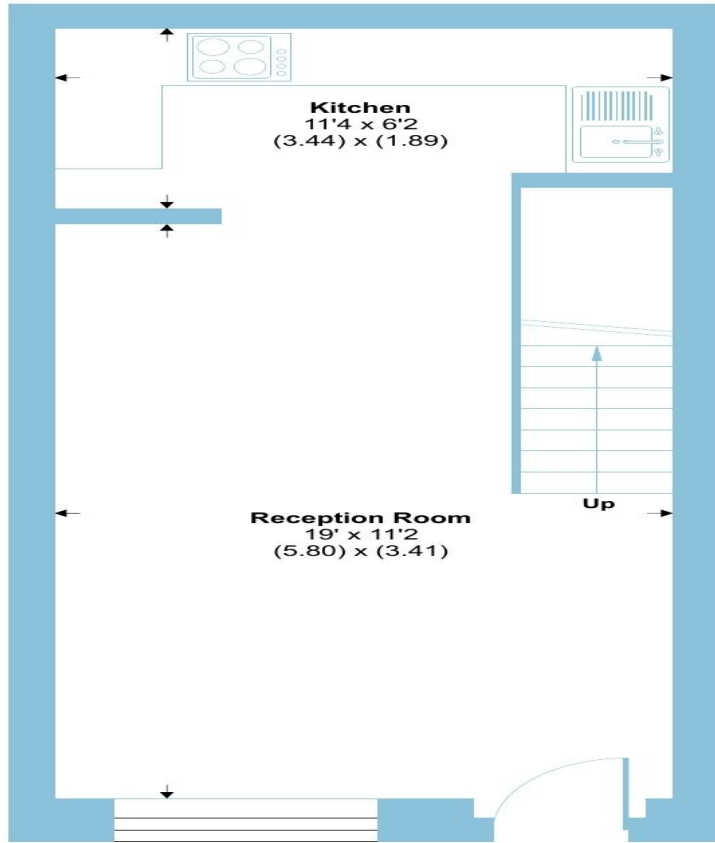 Kitchen
11'4 x 6'2
(3.44) x (1.89)
Up
Reception Room
19' x 11'2
(5.80) x (3.41)